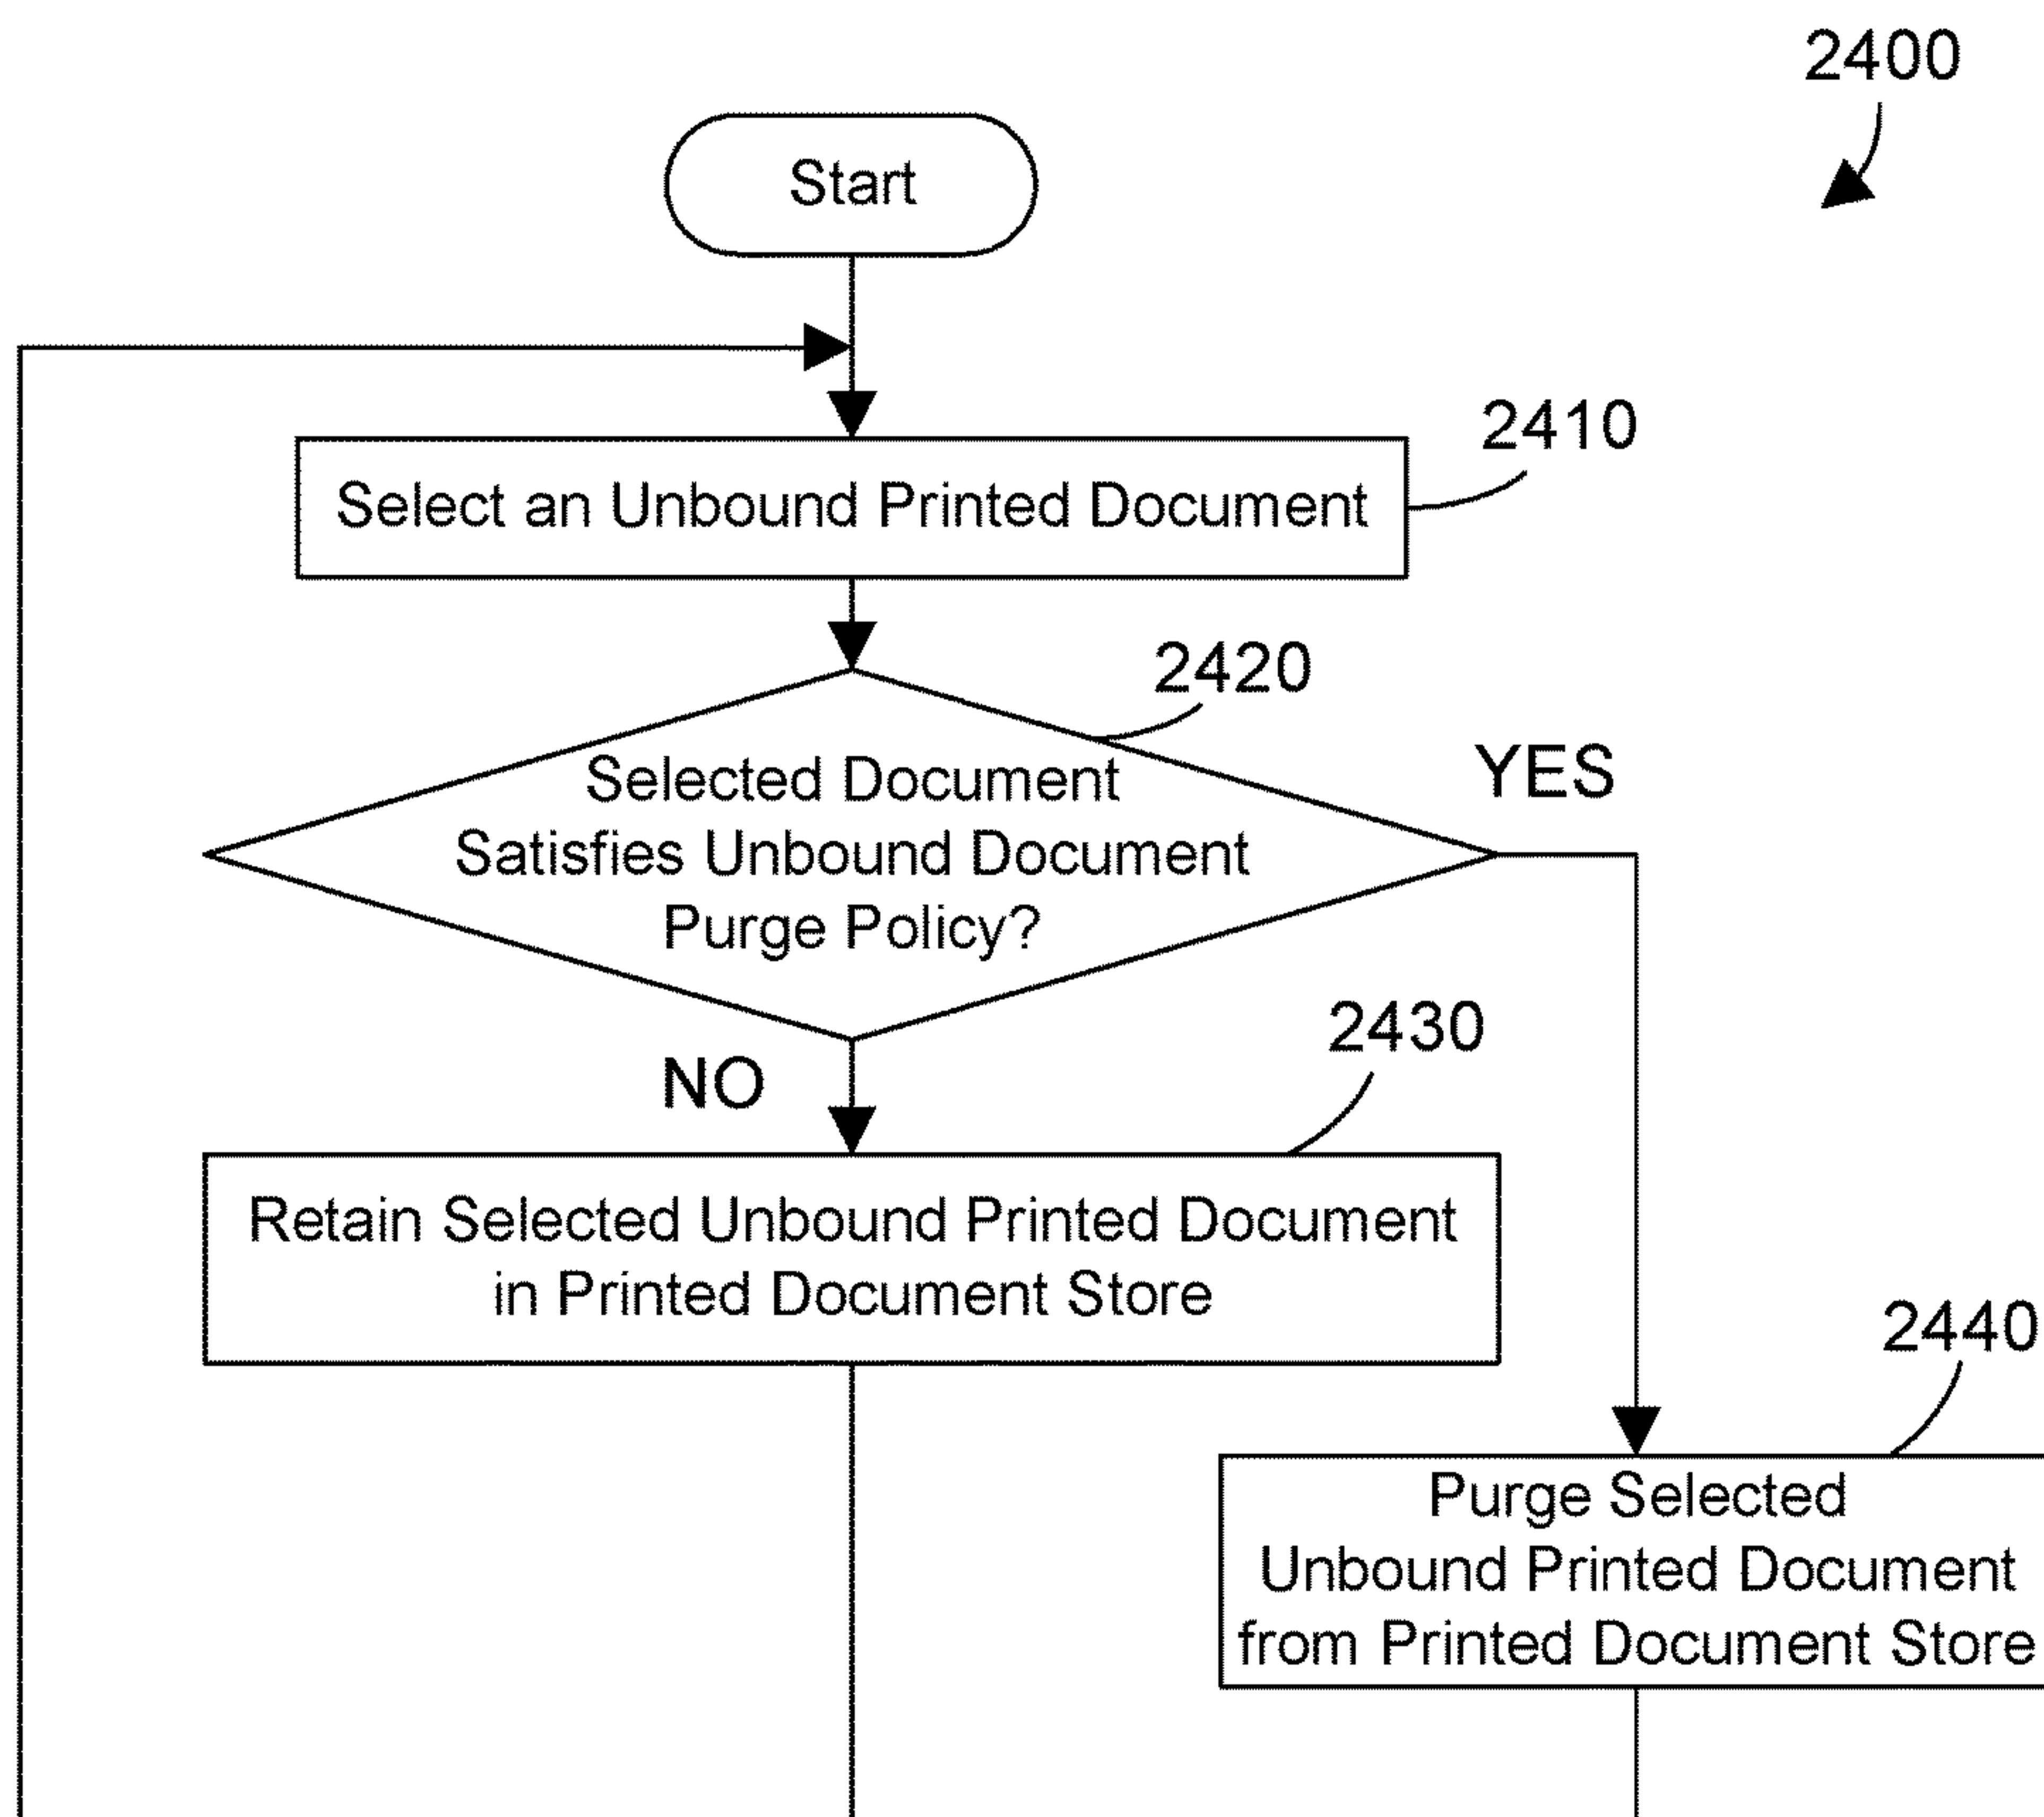 2400
Start
2410
Select an Unbound Printed Document
2420
Selected Document
Satisfies Unbound Document
Purge Policy?
YES
NO
2430
Retain Selected Unbound Printed Document
in Printed Document Store
2440
Purge Selected
Unbound Printed Document
from Printed Document Store